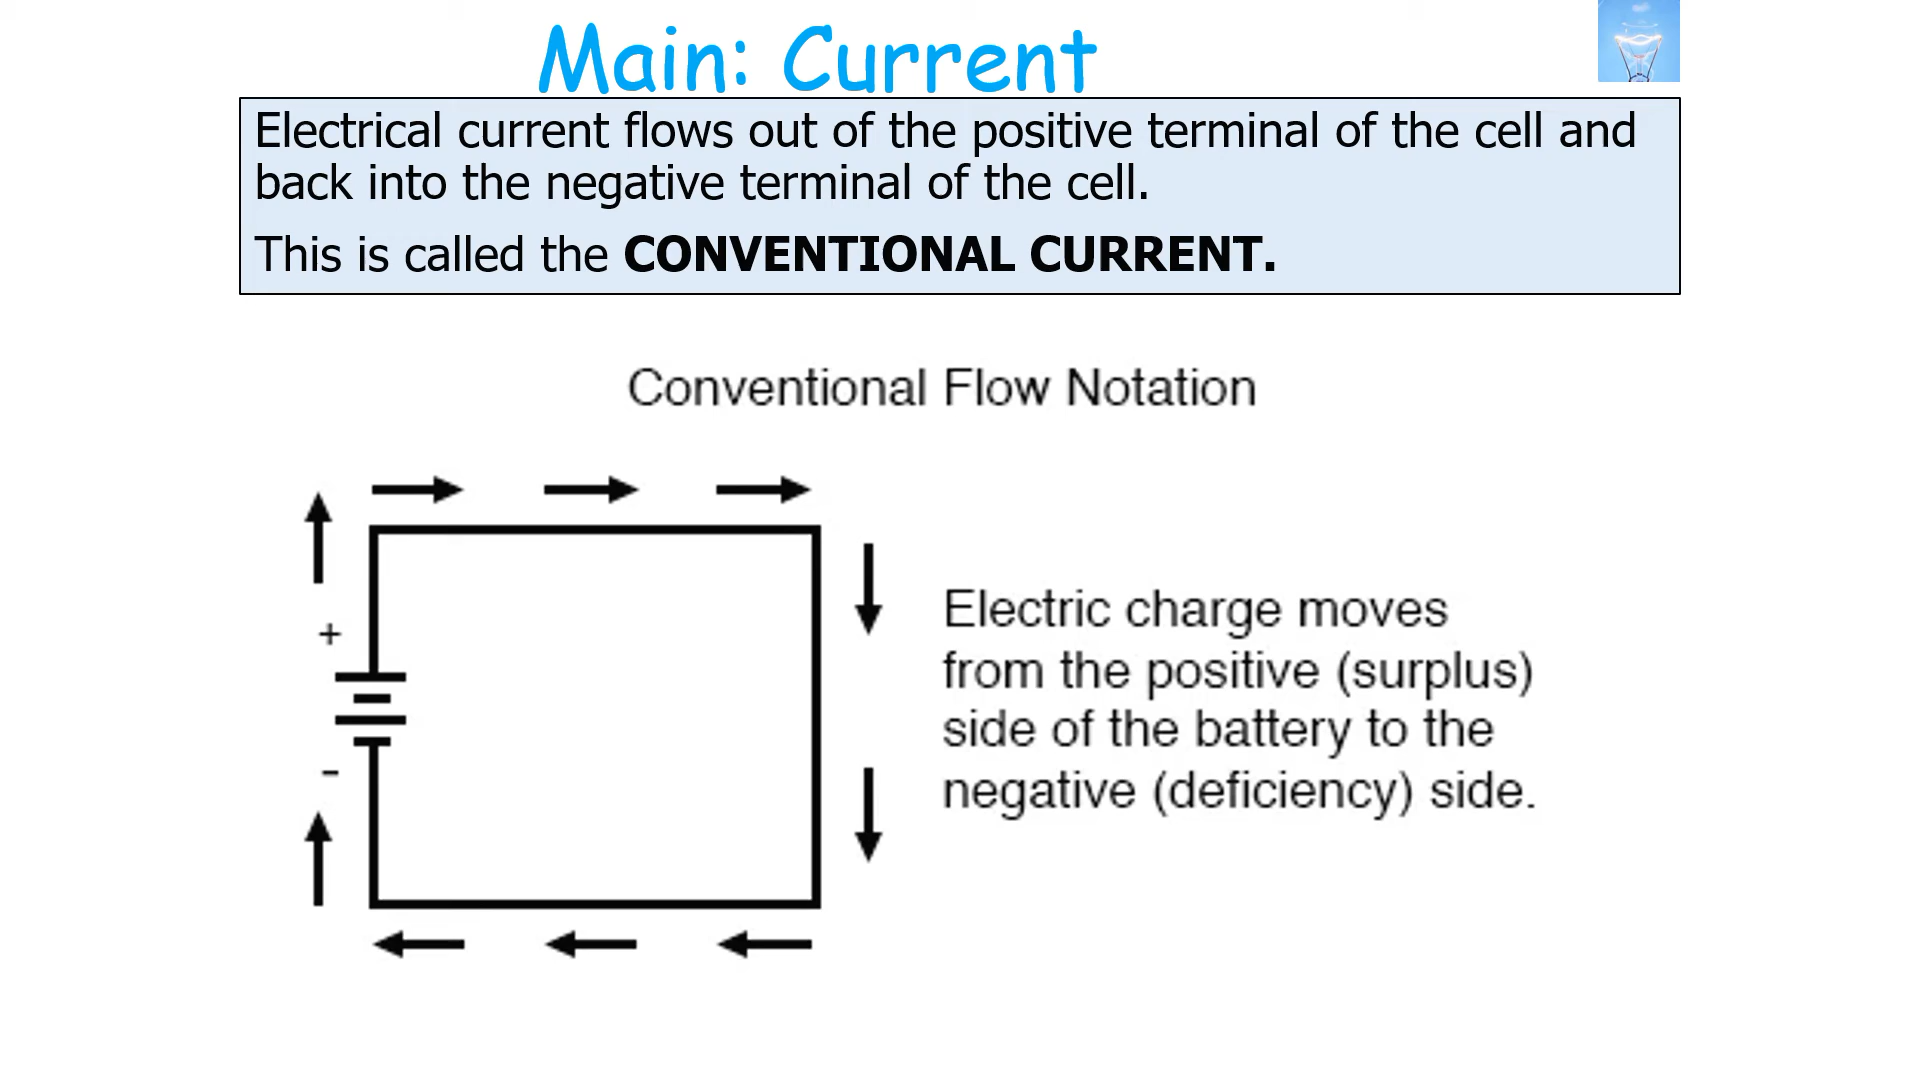 Main: Current
Electrical current flows out of the positive terminal of the cell and
back into the negative terminal of the cell.
This is called the CONVENTIONAL CURRENT.
Conventional Flow Notation
+
-
Electric charge moves
from the positive (surplus)
side of the battery to the
negative (deficiency) side.